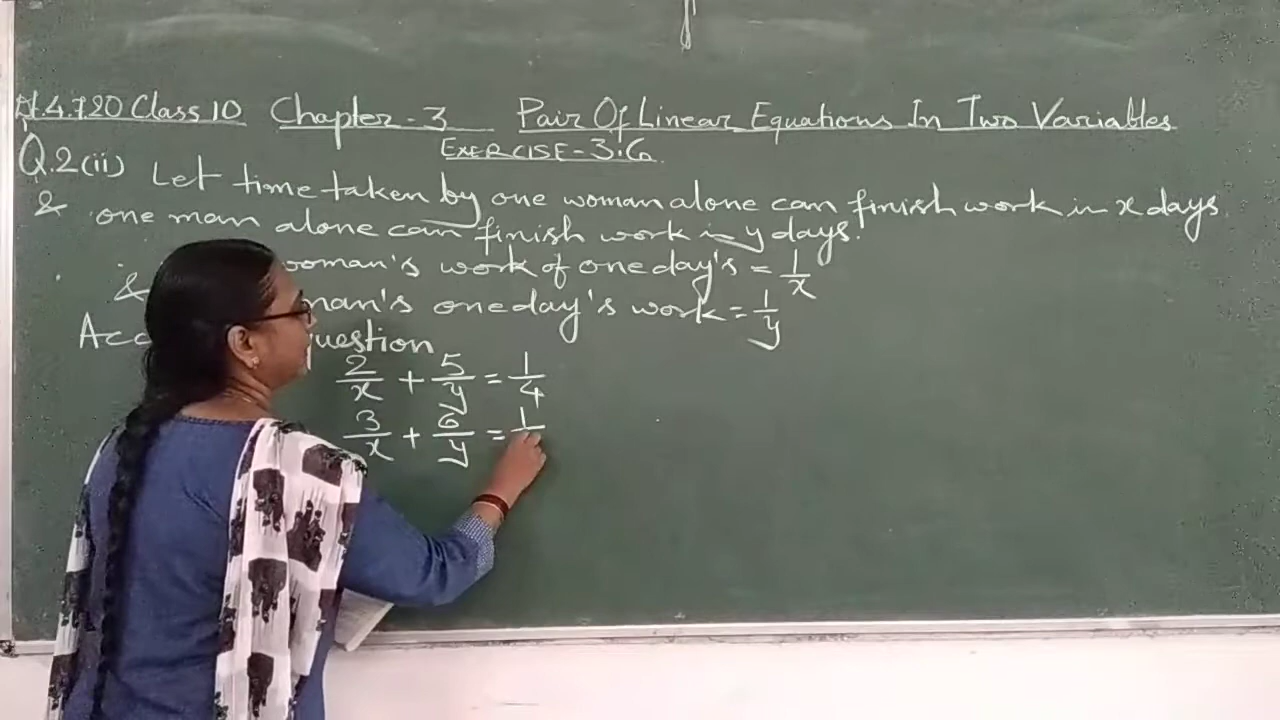 Dt.4.7.20 Class 10 Chapter - 3 Pair Of Linear Equations In Two Variables
EXERCISE - 3.6
Q.2(ii) Let time taken by one woman alone can finish work in x days
& one man alone can finish work in y days.
woman's work of one day's = 1/x
& man's one day's work = 1/y
question
2/x + 5/y = 1/4
3/x + 6/y = 1